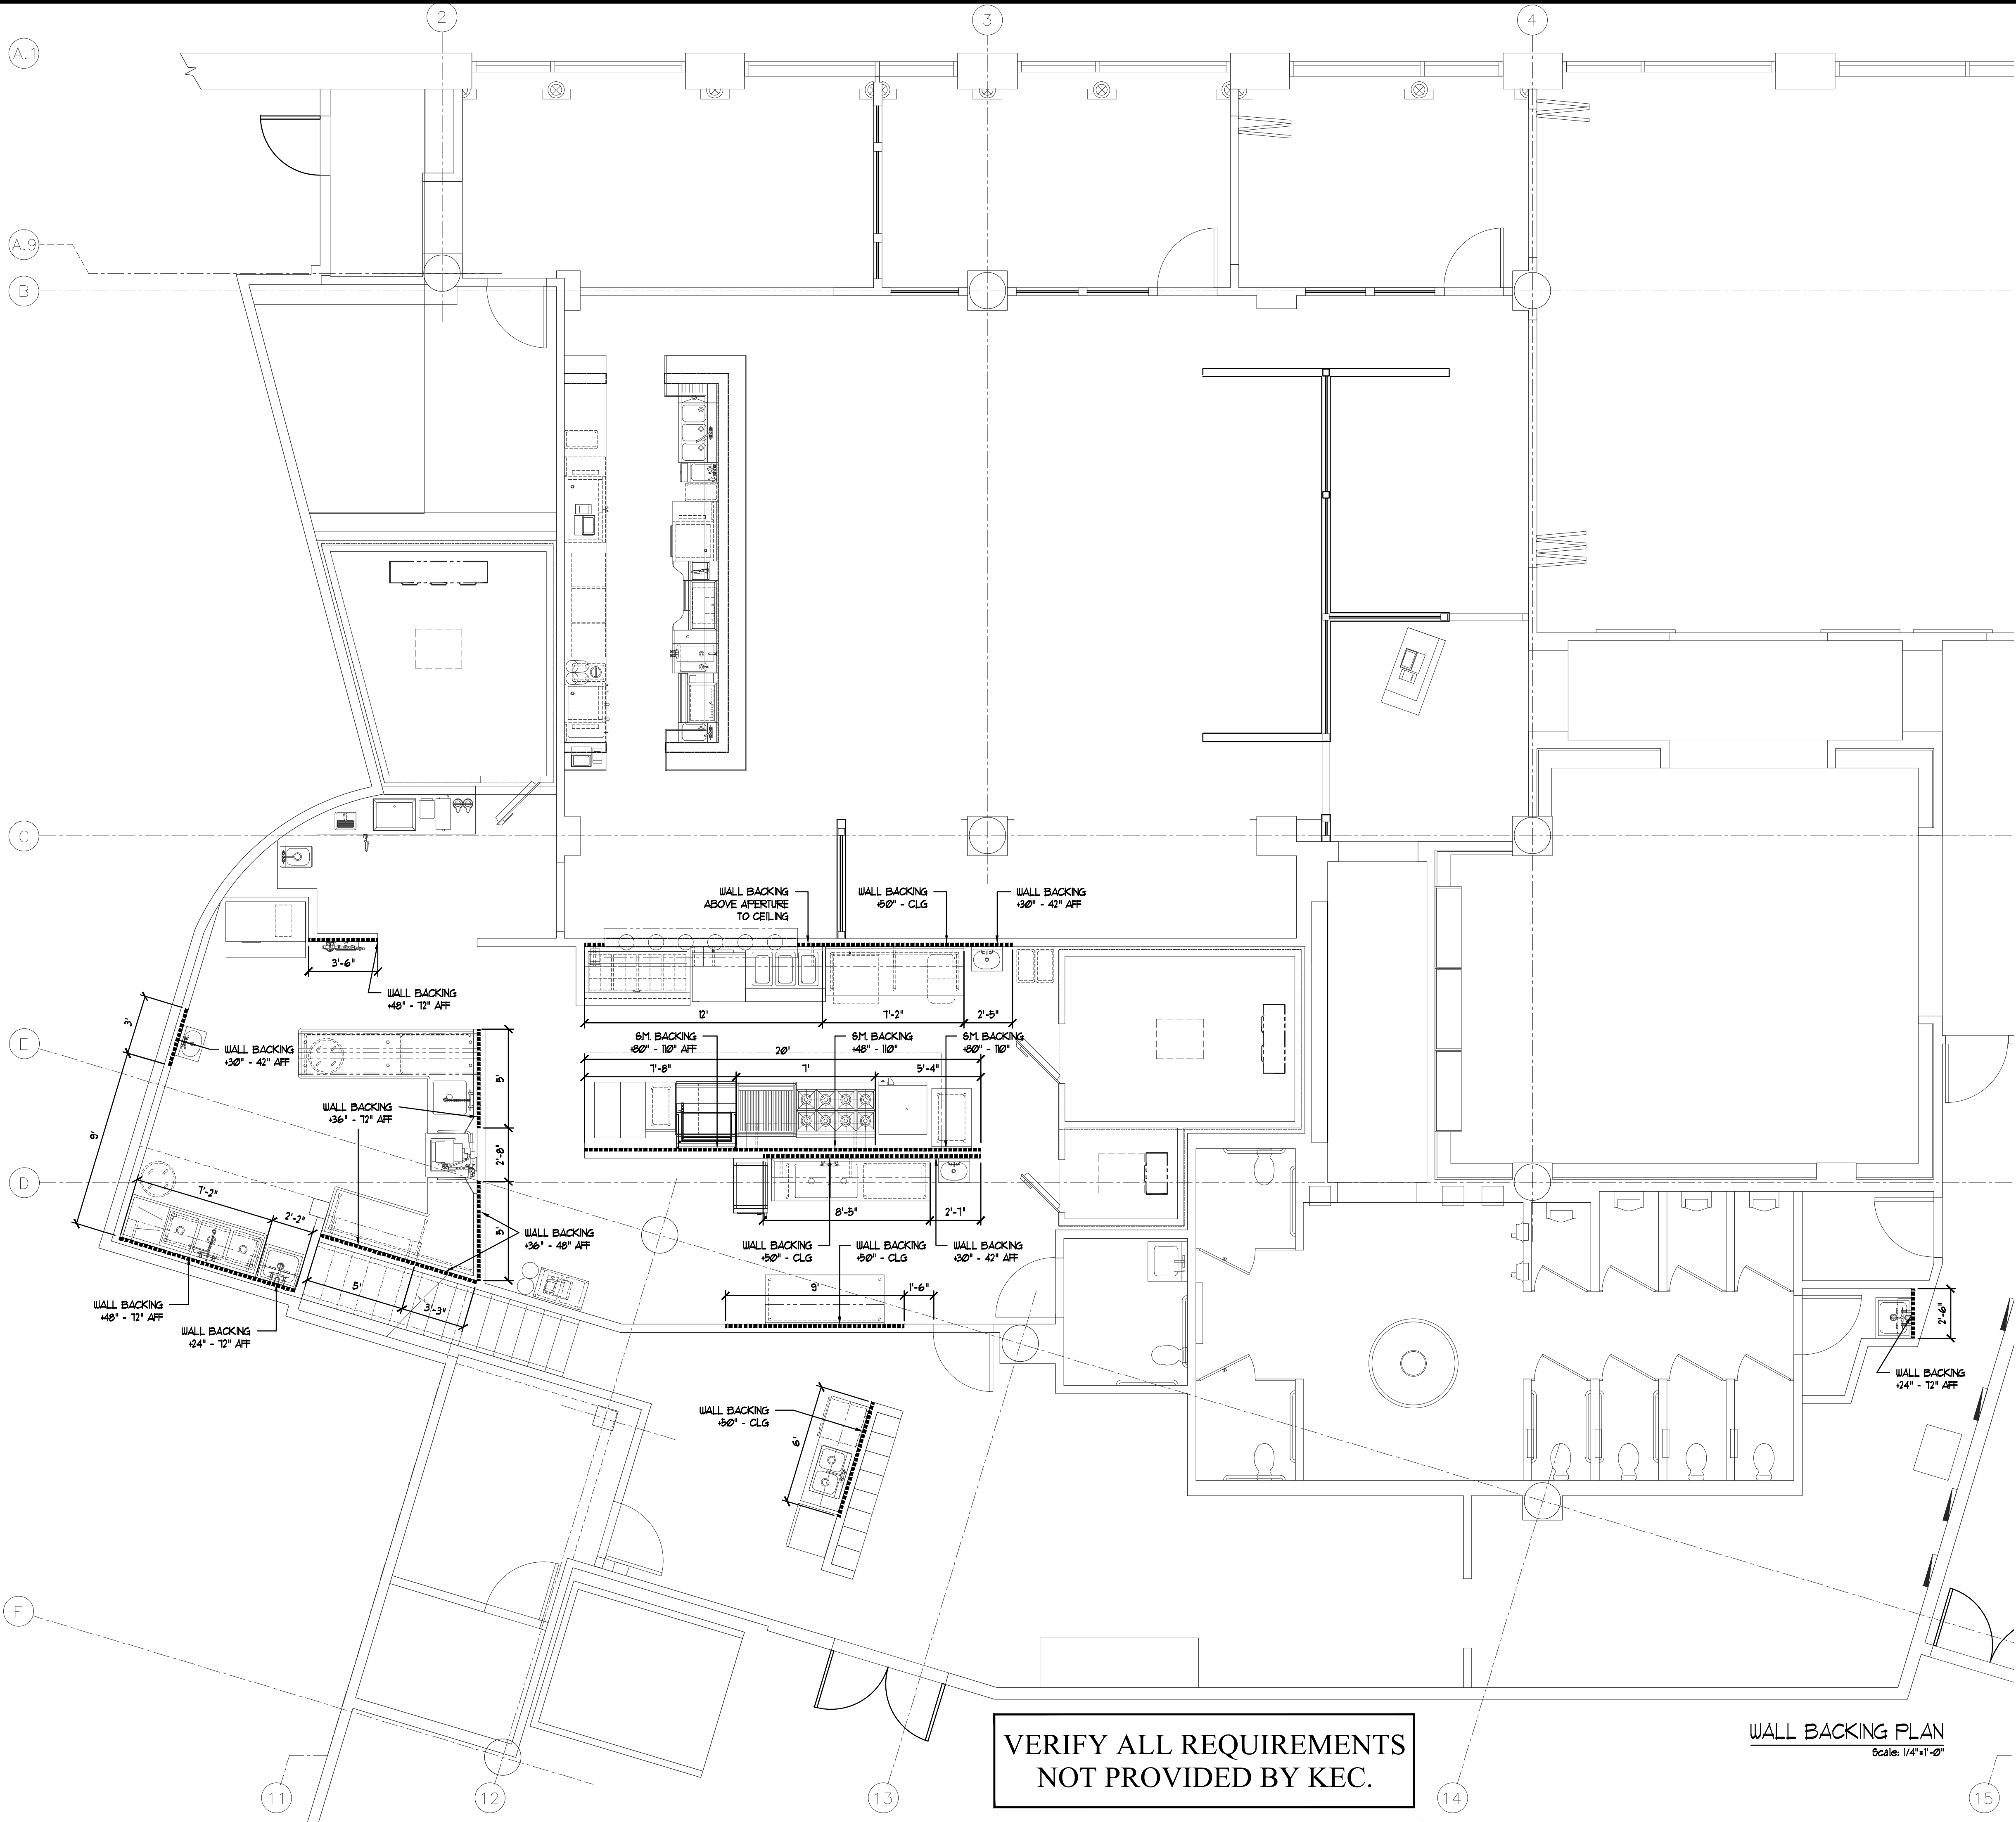 2
3
4
A.1
A.9
B
C
WALL BACKING
ABOVE APERTURE
TO CEILING
WALL BACKING
+50" - CLG
WALL BACKING
+30" - 42" AFF
3'-6"
WALL BACKING
+48" - 72" AFF
12'
7'-2"
2'-5"
3'
E
WALL BACKING
+30" - 42" AFF
S.M. BACKING
+80" - 110" AFF
S.M. BACKING
+48" - 110"
S.M. BACKING
+80" - 110"
20'
7'-8"
7'
5'-4"
5'
WALL BACKING
+36" - 72" AFF
9'
2'-8"
D
7'-2"
2'-2"
5'
8'-5"
2'-7"
WALL BACKING
+36" - 48" AFF
WALL BACKING
+50" - CLG
WALL BACKING
+50" - CLG
WALL BACKING
+30" - 42" AFF
5'
3'-3"
9'
1'-6"
WALL BACKING
+48" - 72" AFF
WALL BACKING
+24" - 72" AFF
2'-6"
WALL BACKING
+24" - 72" AFF
WALL BACKING
+50" - CLG
6'
F
VERIFY ALL REQUIREMENTS
NOT PROVIDED BY KEC.
WALL BACKING PLAN
Scale: 1/4"=1'-0"
11
12
13
14
15